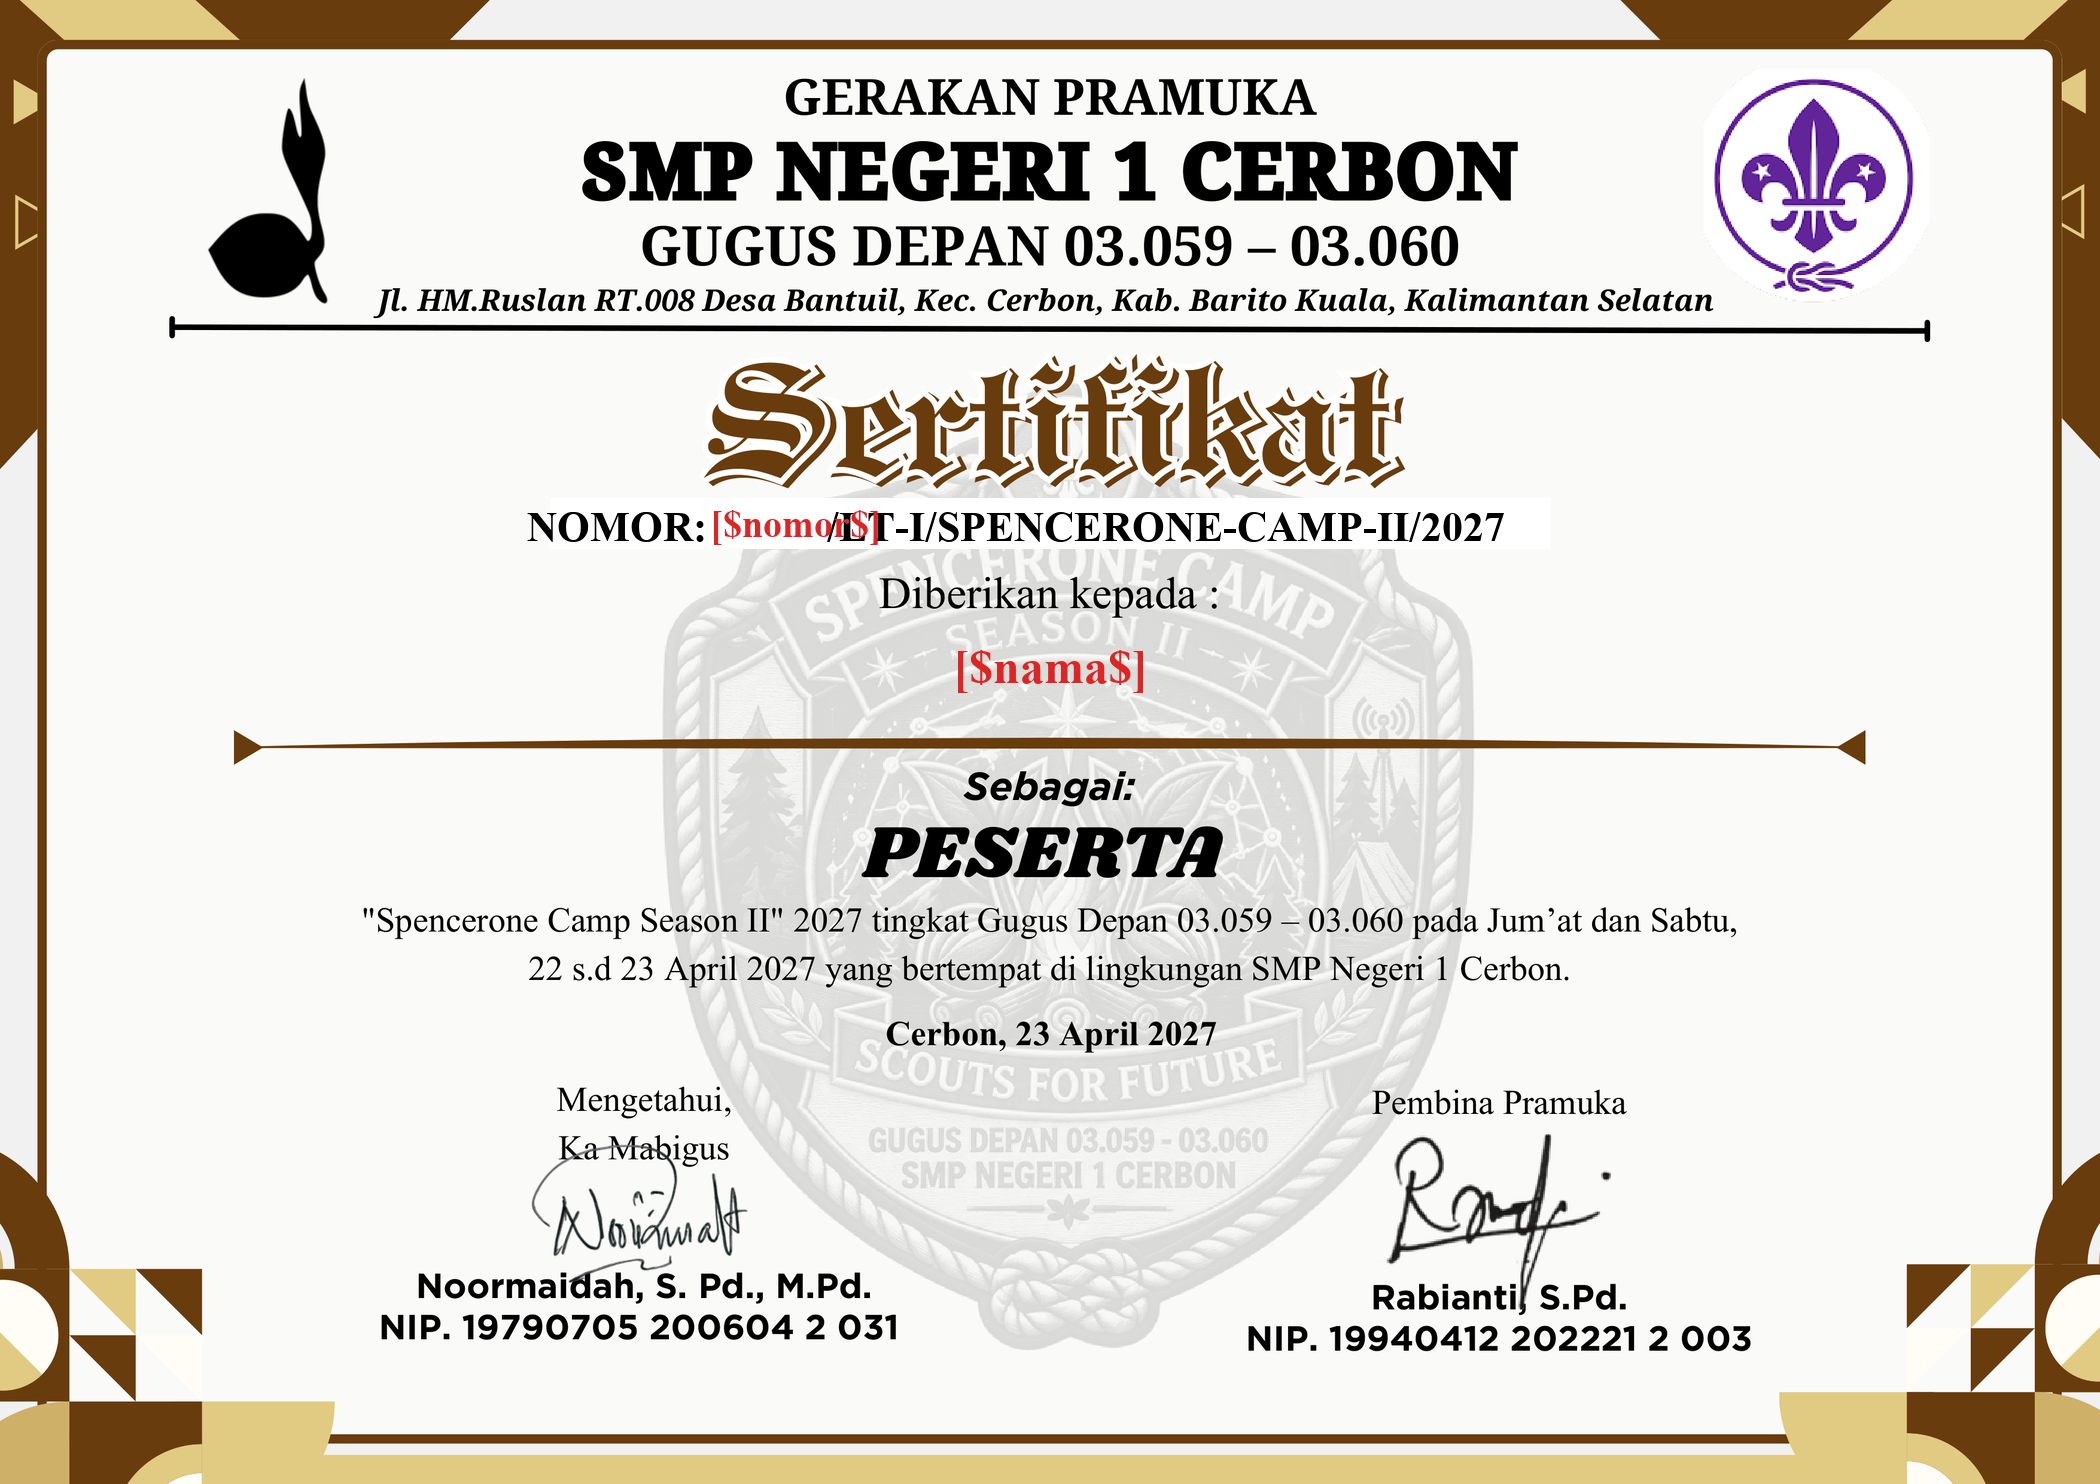 GERAKAN PRAMUKA
SMP NEGERI 1 CERBON
GUGUS DEPAN 03.059 – 03.060
Jl. HM.Ruslan RT.008 Desa Bantuil, Kec. Cerbon, Kab. Barito Kuala, Kalimantan Selatan
Sertifikat
NOMOR: [$nomor$]/LT-I/SPENCERONE-CAMP-II/2027
SPENCERONE CAMP
Diberikan kepada :
SEASON II
[$nama$]
Sebagai:
PESERTA
"Spencerone Camp Season II" 2027 tingkat Gugus Depan 03.059 – 03.060 pada Jum’at dan Sabtu,
22 s.d 23 April 2027 yang bertempat di lingkungan SMP Negeri 1 Cerbon.
Cerbon, 23 April 2027
SCOUTS FOR FUTURE
GUGUS DEPAN 03.059 - 03.060
SMP NEGERI 1 CERBON
Mengetahui,
Ka Mabigus
Noormaidah, S. Pd., M.Pd.
NIP. 19790705 200604 2 031
Pembina Pramuka
Rabianti, S.Pd.
NIP. 19940412 202221 2 003